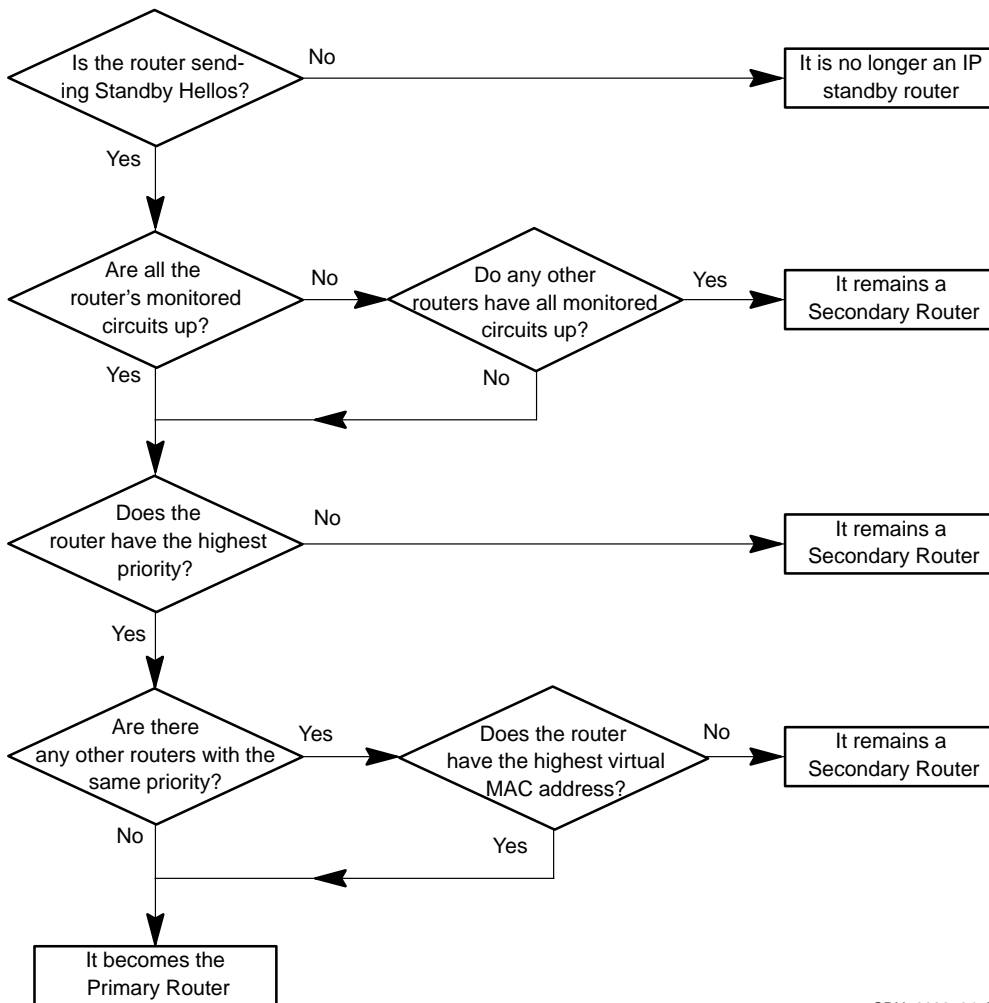 Is the router send-
ing Standby Hellos?
No
It is no longer an IP
standby router
Yes
Are all the
router's monitored
circuits up?
No
Do any other
routers have all monitored
circuits up?
Yes
It remains a
Secondary Router
Yes
No
Does the
router have the highest
priority?
No
It remains a
Secondary Router
Yes
Are there
any other routers with the
same priority?
Yes
Does the router
have the highest virtual
MAC address?
No
It remains a
Secondary Router
No
Yes
It becomes the
Primary Router